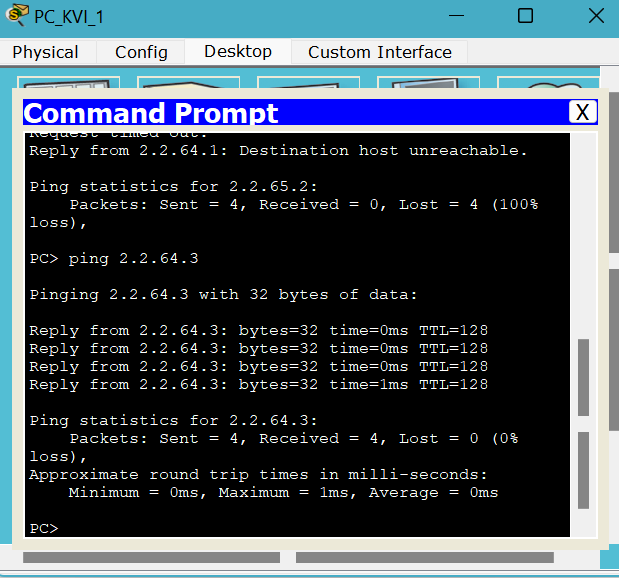 PC_KVI_1
Physical Config Desktop Custom Interface
Command Prompt X
Request timed out.
Reply from 2.2.64.1: Destination host unreachable.
Ping statistics for 2.2.65.2:
Packets: Sent = 4, Received = 0, Lost = 4 (100%
loss),
PC> ping 2.2.64.3
Pinging 2.2.64.3 with 32 bytes of data:
Reply from 2.2.64.3: bytes=32 time=0ms TTL=128
Reply from 2.2.64.3: bytes=32 time=0ms TTL=128
Reply from 2.2.64.3: bytes=32 time=0ms TTL=128
Reply from 2.2.64.3: bytes=32 time=1ms TTL=128
Ping statistics for 2.2.64.3:
Packets: Sent = 4, Received = 4, Lost = 0 (0%
loss),
Approximate round trip times in milli-seconds:
Minimum = 0ms, Maximum = 1ms, Average = 0ms
PC>